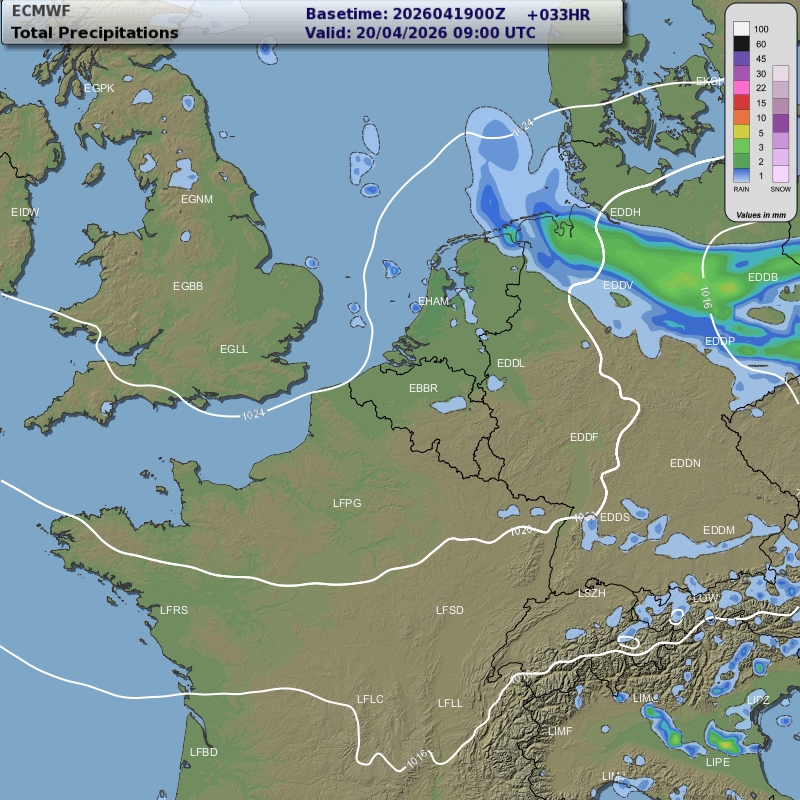 ECMWF
Basetime: 2026041900Z +033HR
Total Precipitations
Valid: 20/04/2026 09:00 UTC
100
60
45
30
22
15
10
5
3
2
1
RAIN SNOW
Values in mm
EGPK
EKCH
1024
EIDW
EGNM
EDDH
EGBB
EHAM
EDDV
EDDB
1016
EGLL
EDDL
EDDP
EBBR
1024
EDDF
EDDN
LFPG
1020
EDDS
EDDM
LFRS
LFSD
LSZH
LOWI
LFLC
LFLL
LIPZ
LIMF
LFBD
1016
LIPE